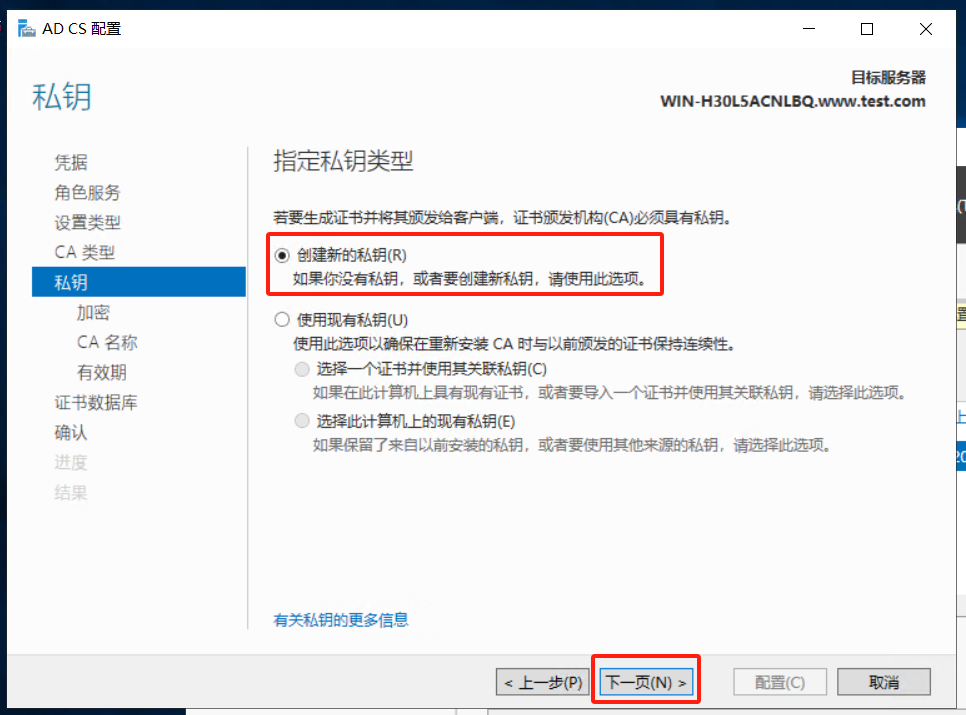 AD CS 配置
目标服务器
WIN-H30L5ACNLBQ.www.test.com
私钥
凭据
角色服务
设置类型
CA 类型
私钥
加密
CA 名称
有效期
证书数据库
确认
进度
结果
指定私钥类型
若要生成证书并将其颁发给客户端，证书颁发机构(CA)必须具有私钥。
创建新的私钥(R)
如果你没有私钥，或者要创建新私钥，请使用此选项。
使用现有私钥(U)
使用此选项以确保在重新安装 CA 时与以前颁发的证书保持连续性。
选择一个证书并使用其关联私钥(C)
如果在此计算机上具有现有证书，或者要导入一个证书并使用其关联私钥，请选择此选项。
选择此计算机上的现有私钥(E)
如果保留了来自以前安装的私钥，或者要使用其他来源的私钥，请选择此选项。
有关私钥的更多信息
< 上一步(P)
下一页(N) >
配置(C)
取消